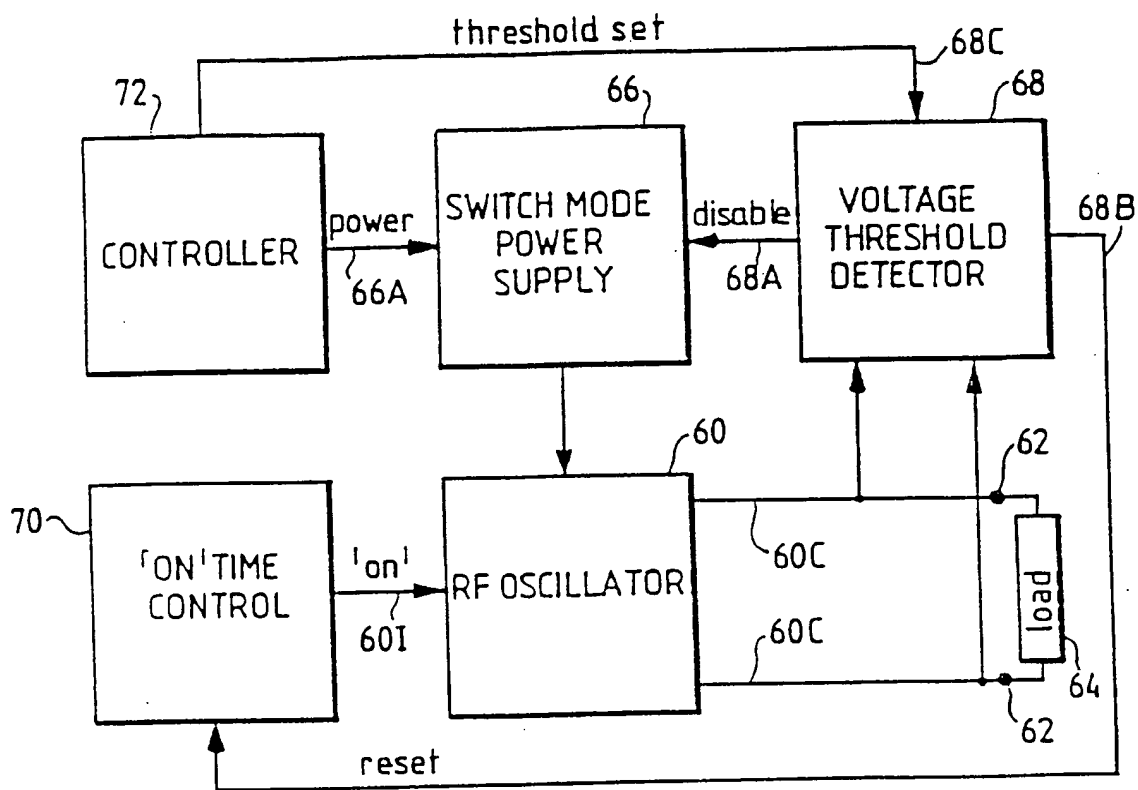 threshold set
68C
72
66
68
CONTROLLER
power
66A
SWITCH MODE
POWER
SUPPLY
disable
68A
VOLTAGE
THRESHOLD
DETECTOR
68B
60
62
70
'ON' TIME
CONTROL
'on'
60I
RF OSCILLATOR
60C
60C
load
64
62
reset